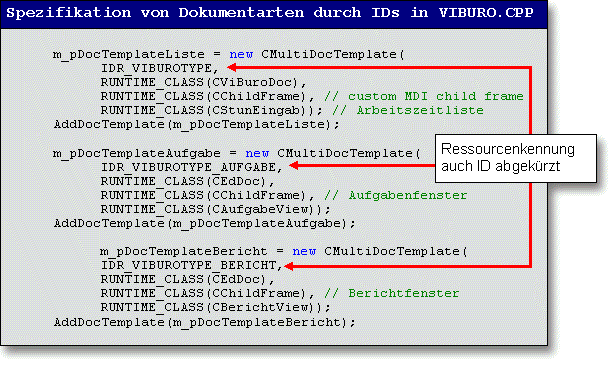 Spezifikation von Dokumentarten durch IDs in VIBURO.CPP
m_pDocTemplateListe = new CMultiDocTemplate(
IDR_VIBUROTYPE,
RUNTIME_CLASS(CViBuroDoc),
RUNTIME_CLASS(CChildFrame), // custom MDI child frame
RUNTIME_CLASS(CStunEingab)); // Arbeitszeitliste
AddDocTemplate(m_pDocTemplateListe);
m_pDocTemplateAufgabe = new CMultiDocTemplate(
IDR_VIBUROTYPE_AUFGABE,
RUNTIME_CLASS(CEdDoc),
RUNTIME_CLASS(CChildFrame), // Aufgabenfenster
RUNTIME_CLASS(CAufgabeView));
AddDocTemplate(m_pDocTemplateAufgabe);
Ressourcenkennung
auch ID abgekürzt
m_pDocTemplateBericht = new CMultiDocTemplate(
IDR_VIBUROTYPE_BERICHT,
RUNTIME_CLASS(CEdDoc),
RUNTIME_CLASS(CChildFrame), // Berichtfenster
RUNTIME_CLASS(CBerichtView));
AddDocTemplate(m_pDocTemplateBericht);